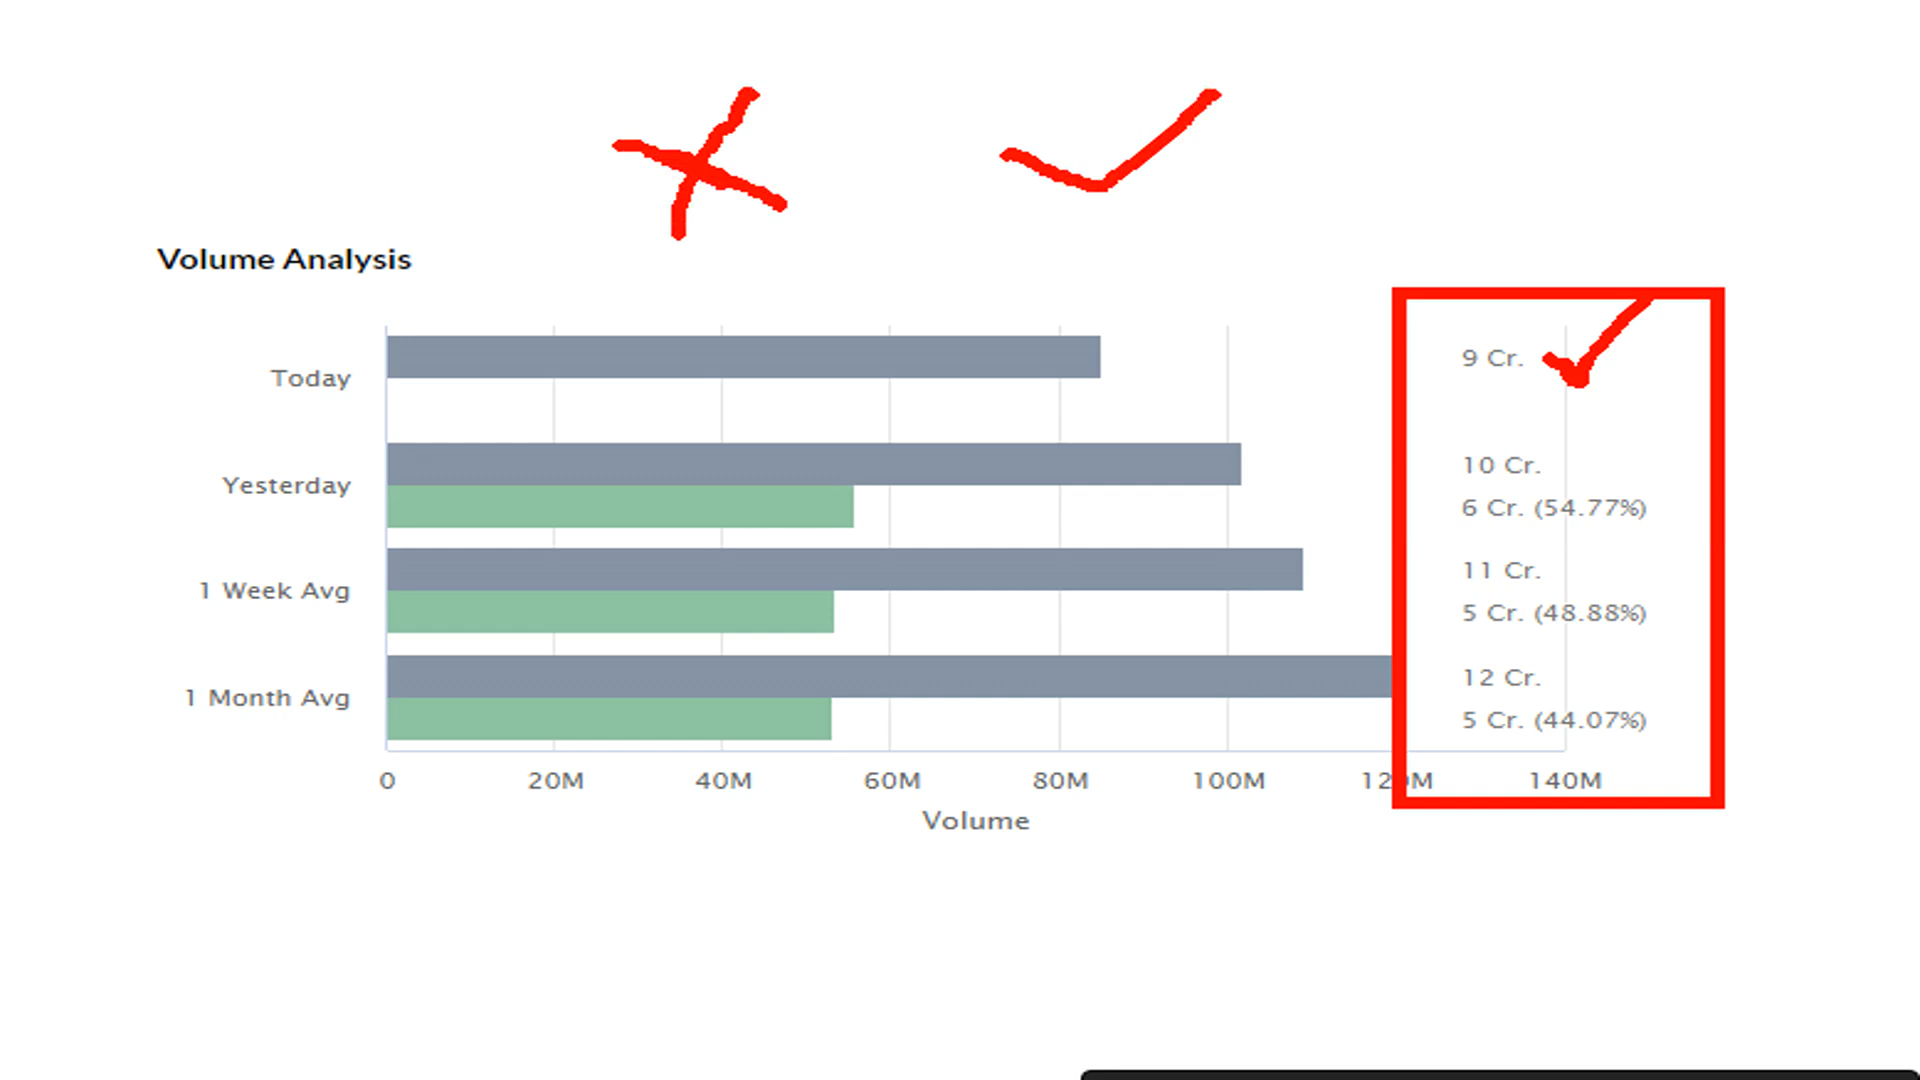 Volume Analysis
Today
9 Cr.
Yesterday
10 Cr.
6 Cr. (54.77%)
1 Week Avg
11 Cr.
5 Cr. (48.88%)
1 Month Avg
12 Cr.
5 Cr. (44.07%)
0 20M 40M 60M 80M 100M 120M 140M
Volume